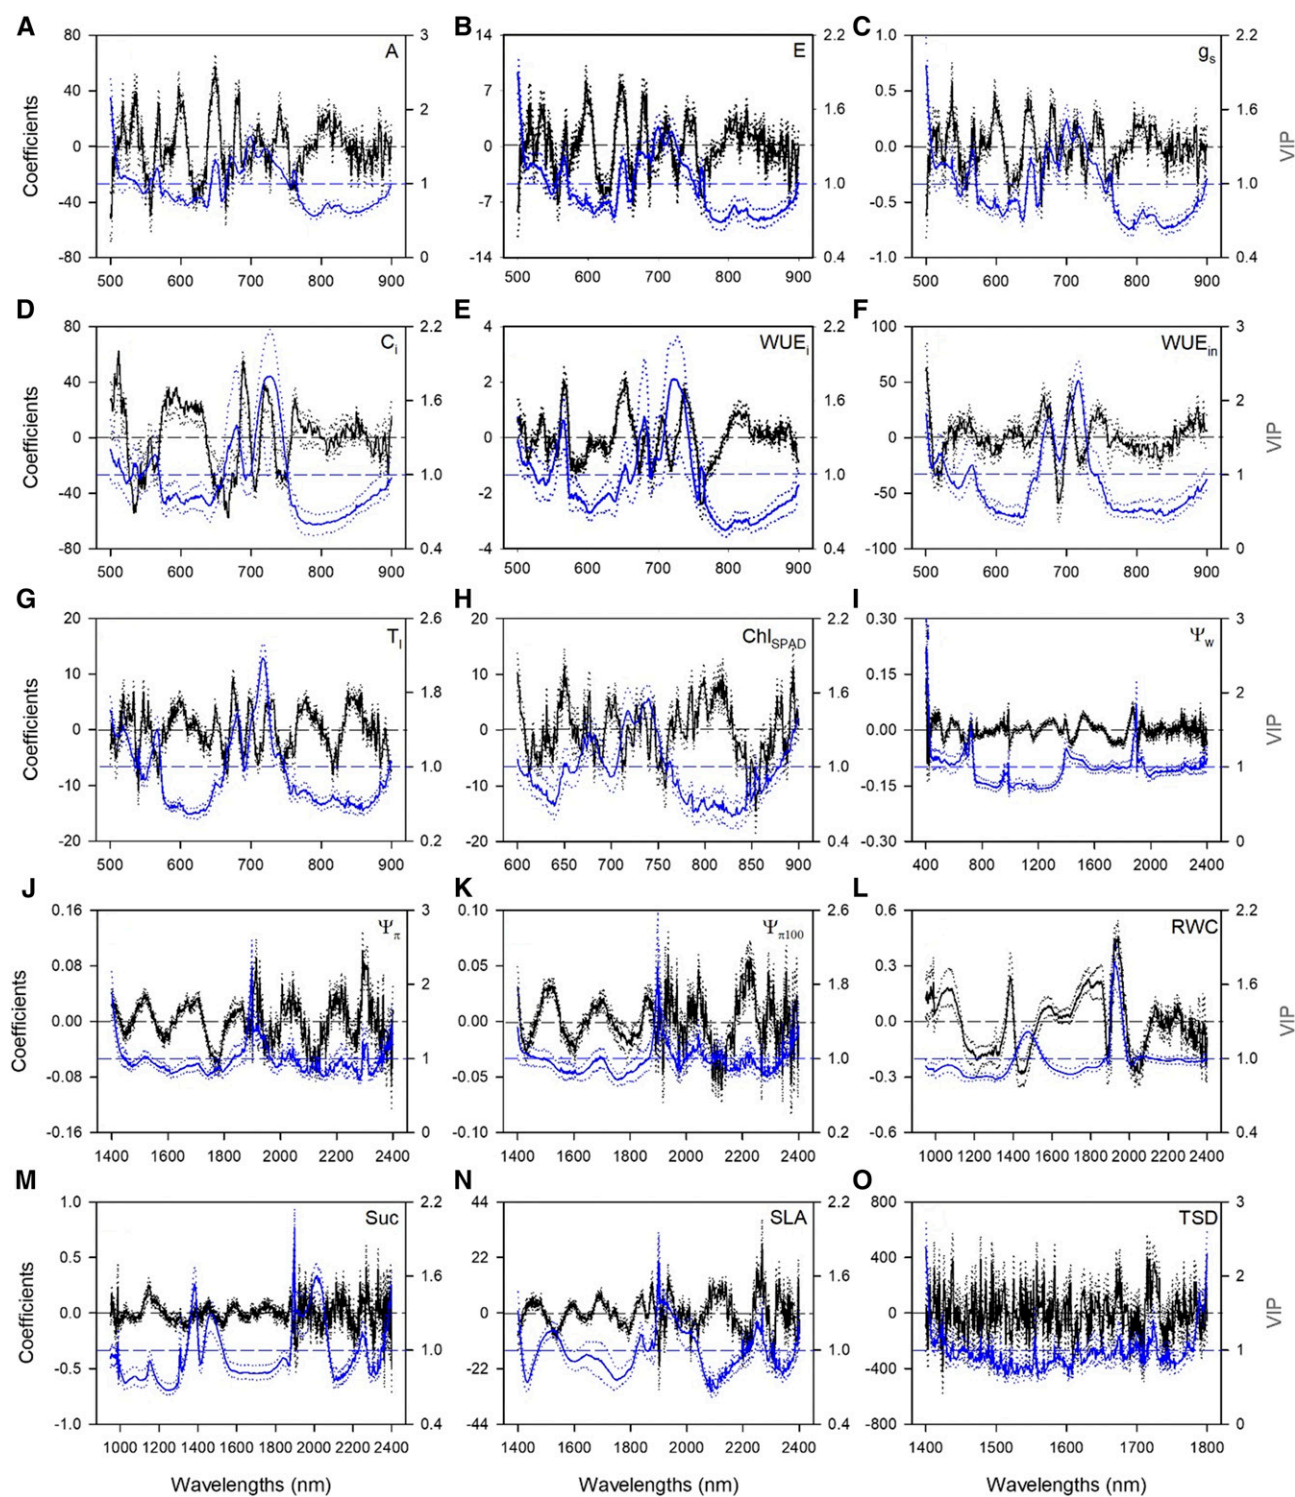 A B C
80 3 14 2.2 1.0 2.2
A E gs
40 2 7 1.6 0.5 1.6
Coefficients 0 0 0.0 VIP
-40 1 -7 1.0 -0.5 1.0
-80 0 -14 0.4 -1.0 0.4
500 600 700 800 900 500 600 700 800 900 500 600 700 800 900
D E F
80 2.2 4 2.2 100 3
Ci WUEi WUEin
40 1.6 2 1.6 50 2
Coefficients 0 0 0 VIP
-40 1.0 -2 1.0 -50 1
-80 0.4 -4 0.4 -100 0
500 600 700 800 900 500 600 700 800 900 500 600 700 800 900
G H I
20 2.6 20 2.2 0.30 3
Tl ChlSPAD Ψw
10 1.8 10 1.6 0.15 2
Coefficients 0 0 0.00 VIP
-10 1.0 -10 1.0 -0.15 1
-20 0.2 -20 0.4 -0.30 0
500 600 700 800 900 600 650 700 750 800 850 900 400 800 1200 1600 2000 2400
J K L
0.16 3 0.10 2.6 0.6 2.2
Ψπ Ψπ100 RWC
0.08 2 0.05 1.8 0.3 1.6
Coefficients 0.00 0.00 0.0 VIP
-0.08 1 -0.05 1.0 -0.3 1.0
-0.16 0 -0.10 0.2 -0.6 0.4
1400 1600 1800 2000 2200 2400 1400 1600 1800 2000 2200 2400 1000 1200 1400 1600 1800 2000 2200 2400
M N O
1.0 2.2 44 2.2 800 3
Suc SLA TSD
0.5 1.6 22 1.6 400 2
Coefficients 0.0 0 0 VIP
-0.5 1.0 -22 1.0 -400 1
-1.0 0.4 -44 0.4 -800 0
1000 1200 1400 1600 1800 2000 2200 2400 1400 1600 1800 2000 2200 2400 1400 1500 1600 1700 1800
Wavelengths (nm) Wavelengths (nm) Wavelengths (nm)